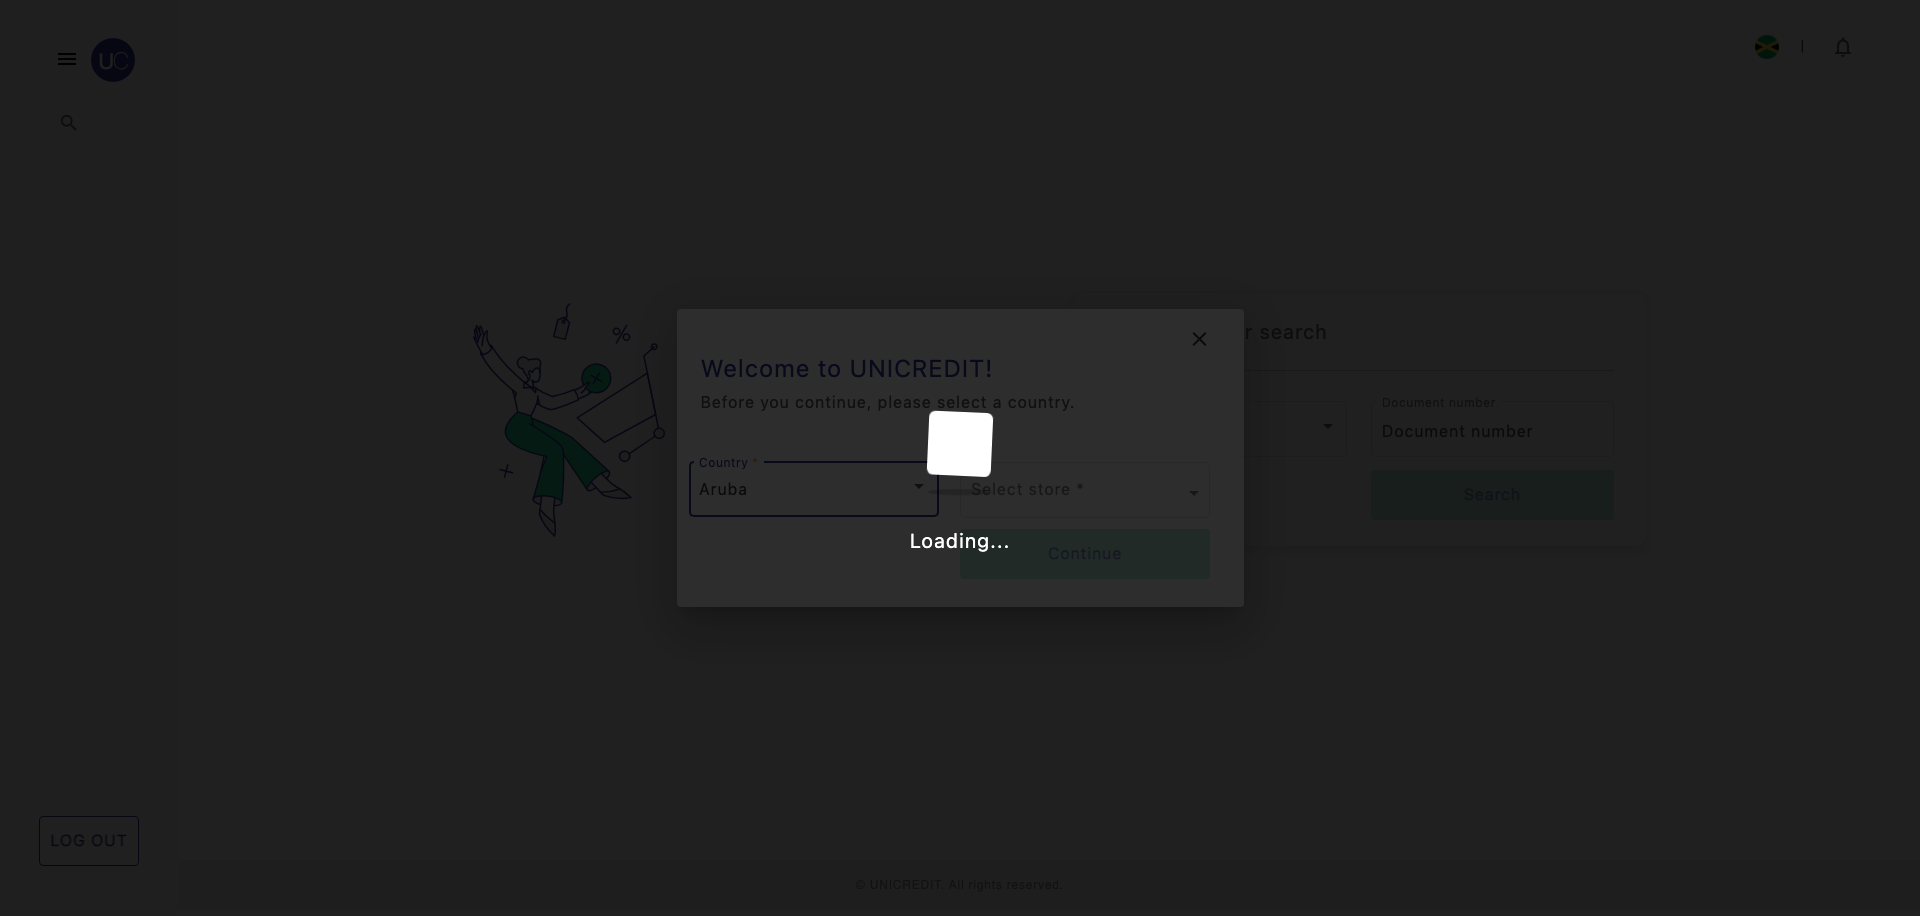 UC
Welcome to UNICREDIT!
Before you continue, please select a country.
Country *
Aruba
Select store *
Loading...
Continue
r search
Document number
Document number
Search
LOG OUT
© UNICREDIT. All rights reserved.